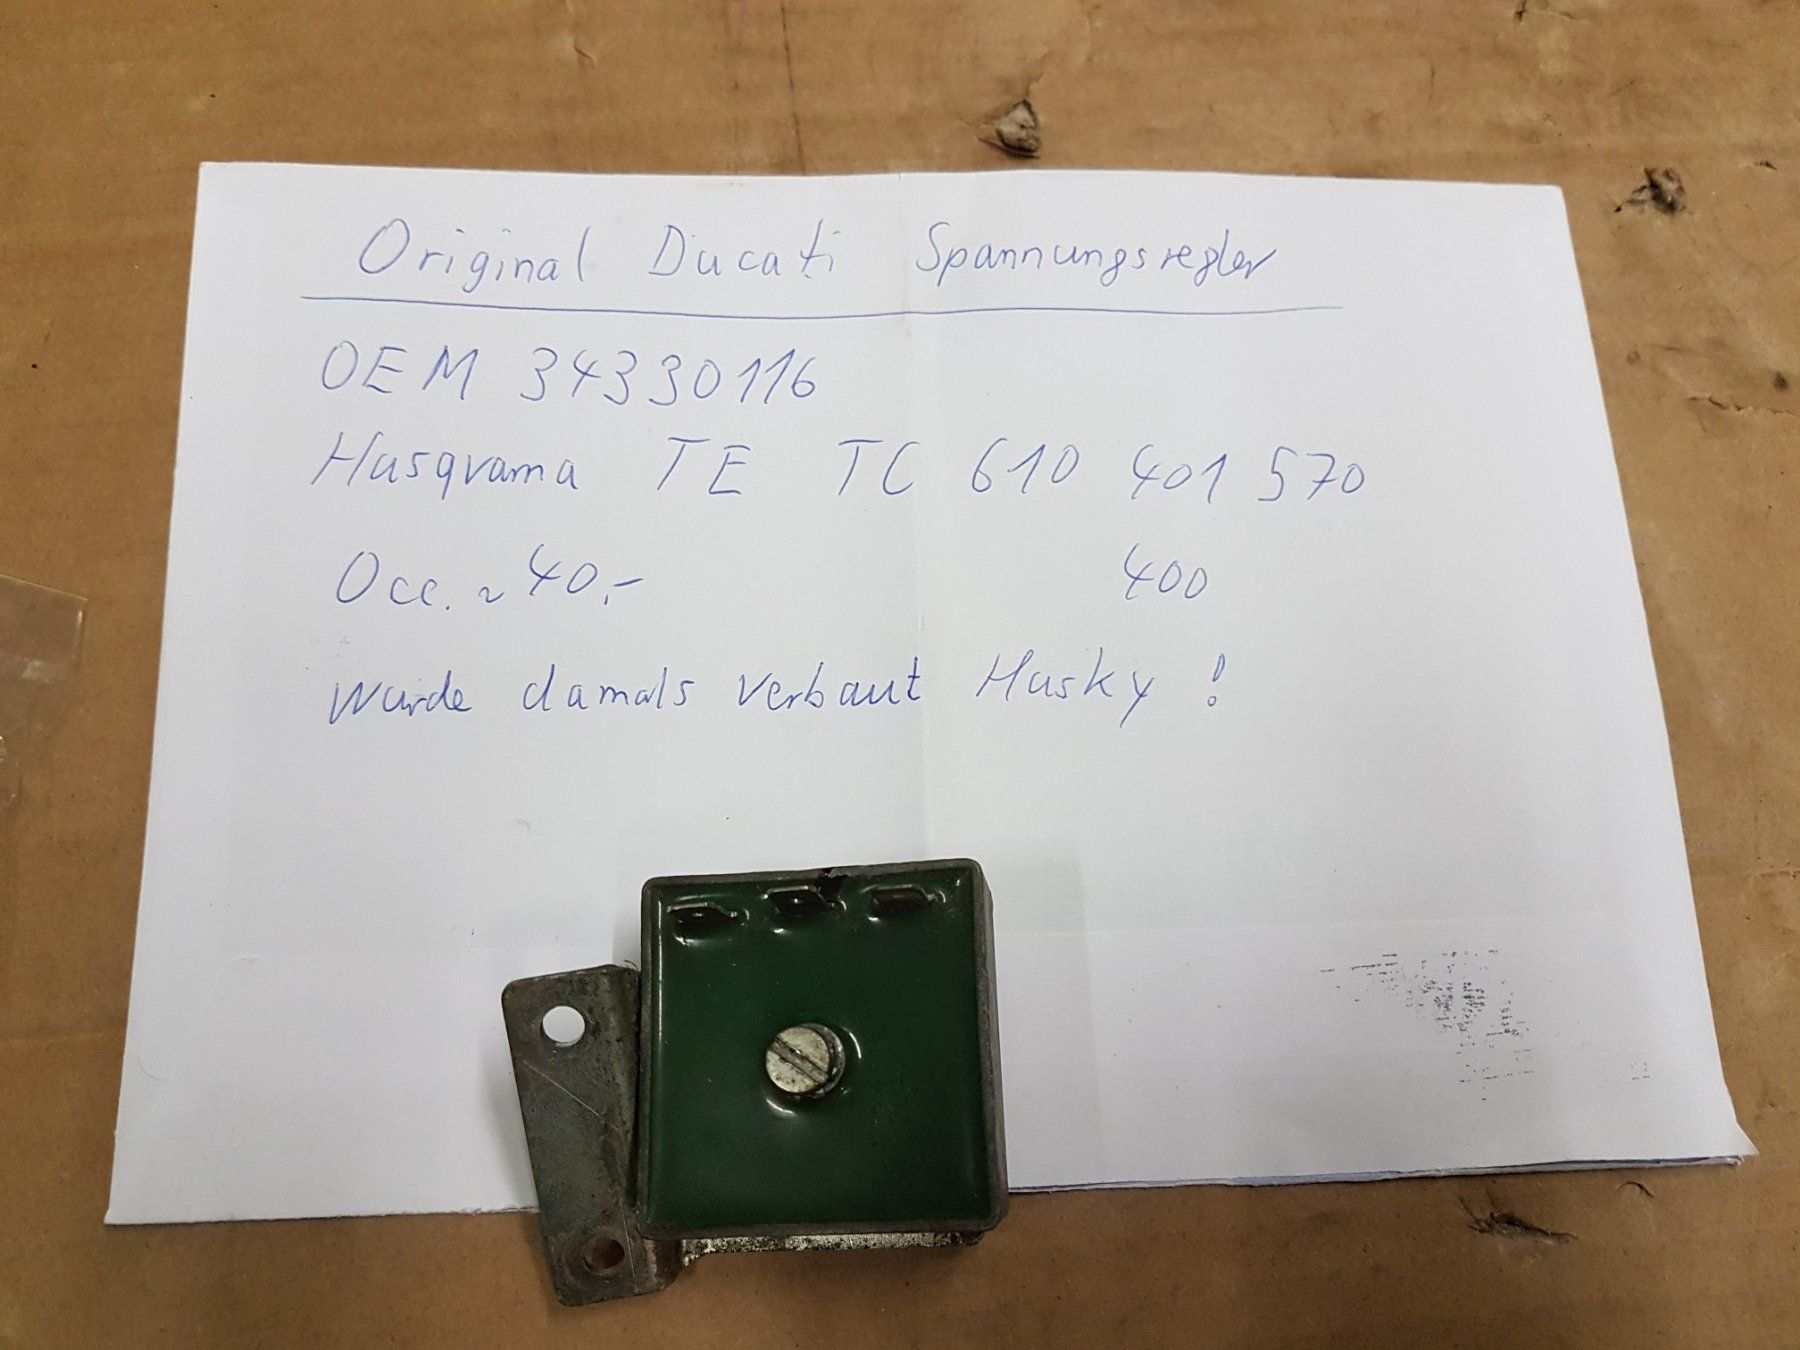 Original Ducati Spannungsregler
OEM 34330116
Husqvarna TE TC 610 401 570
Occ. ~ 40.- 400
wurde damals verbaut Husky !